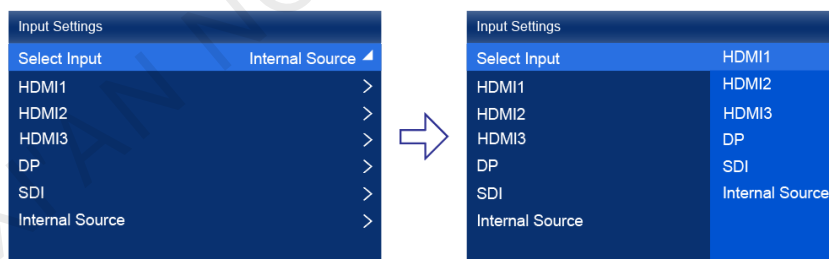 Input Settings
Select Input Internal Source
HDMI1
HDMI2
HDMI3
DP
SDI
Internal Source
Input Settings
Select Input HDMI1
HDMI1 HDMI2
HDMI2 HDMI3
HDMI3 DP
DP SDI
SDI Internal Source
Internal Source